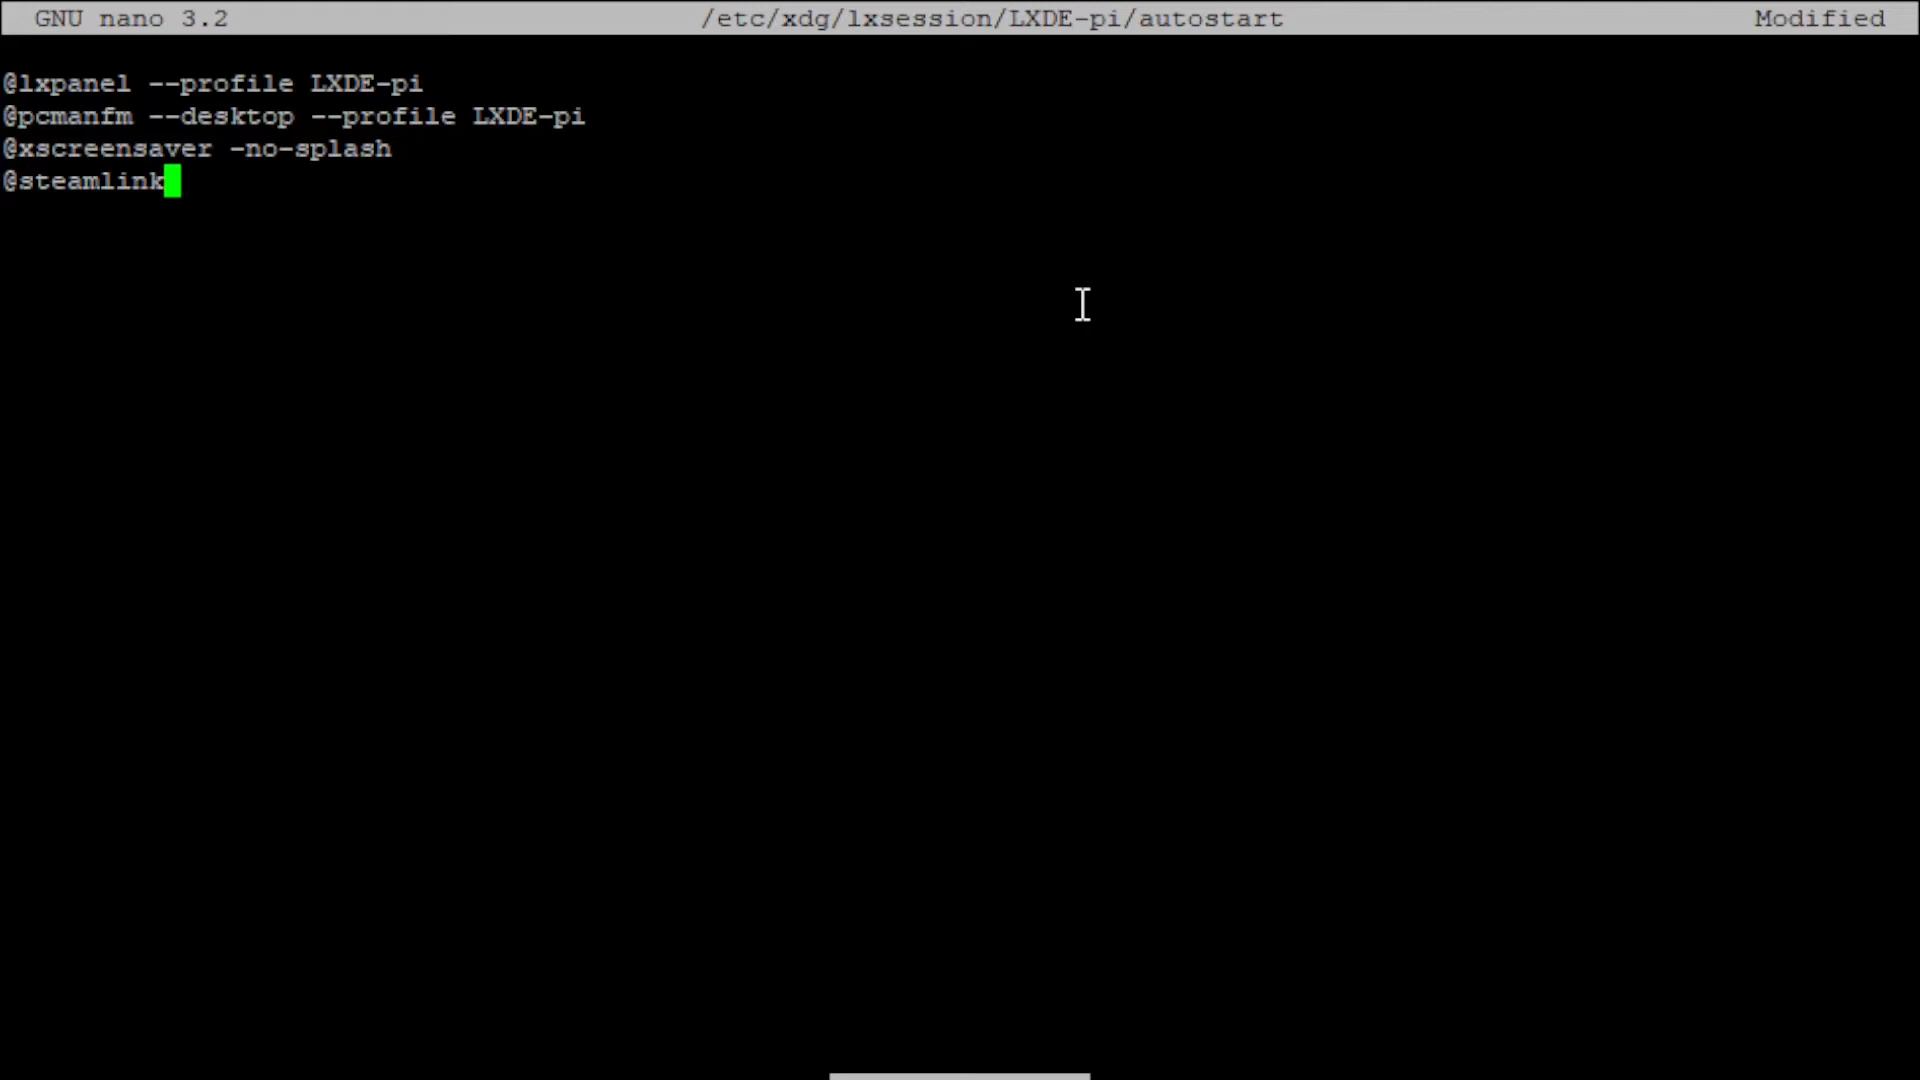 GNU nano 3.2 /etc/xdg/lxsession/LXDE-pi/autostart Modified
@lxpanel --profile LXDE-pi
@pcmanfm --desktop --profile LXDE-pi
@xscreensaver -no-splash
@steamlink